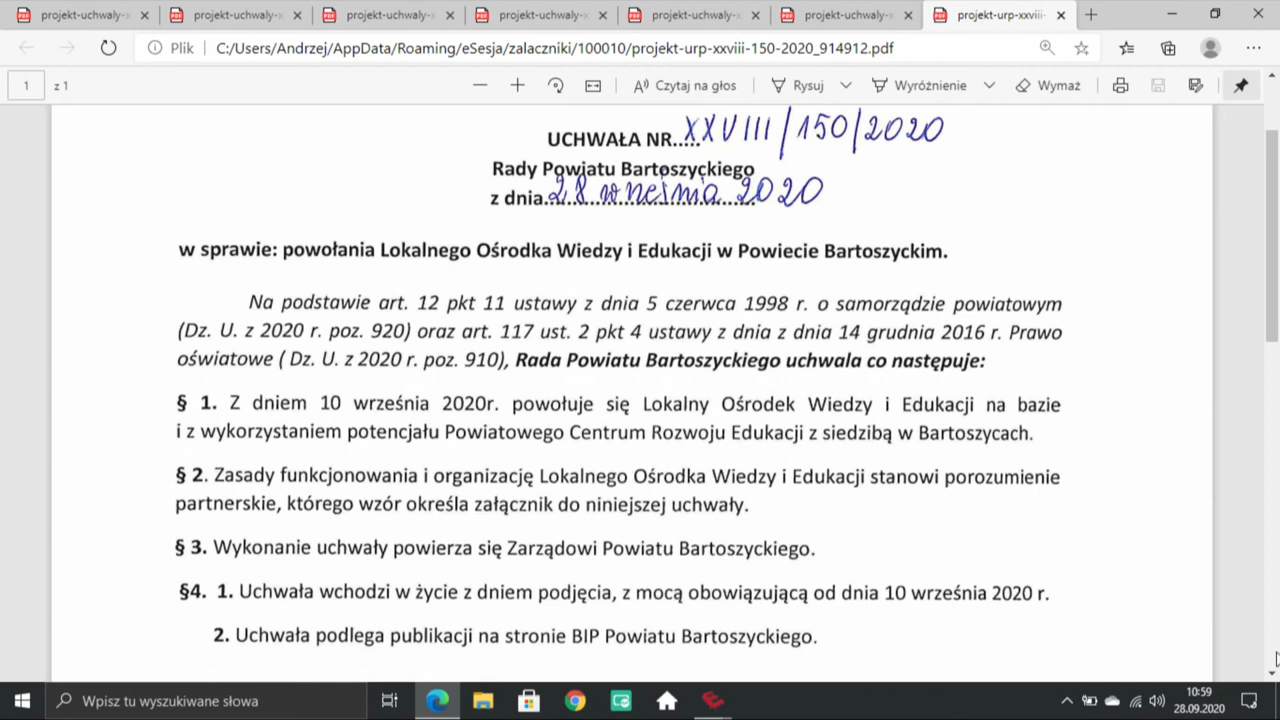 projekt-uchwaly-
projekt-uchwaly-
projekt-uchwaly-
projekt-uchwaly-
projekt-uchwaly-
projekt-uchwaly-
projekt-urp-xxviii-
Plik C:/Users/Andrzej/AppData/Roaming/eSesja/zalaczniki/100010/projekt-urp-xxviii-150-2020_914912.pdf
1 z 1 Czytaj na głos Rysuj Wyróżnienie Wymaż
UCHWAŁA NR..... XXVIII/150/2020
Rady Powiatu Bartoszyckiego
z dnia 28 września 2020
w sprawie: powołania Lokalnego Ośrodka Wiedzy i Edukacji w Powiecie Bartoszyckim.
Na podstawie art. 12 pkt 11 ustawy z dnia 5 czerwca 1998 r. o samorządzie powiatowym
(Dz. U. z 2020 r. poz. 920) oraz art. 117 ust. 2 pkt 4 ustawy z dnia z dnia 14 grudnia 2016 r. Prawo
oświatowe ( Dz. U. z 2020 r. poz. 910), Rada Powiatu Bartoszyckiego uchwala co następuje:
§ 1. Z dniem 10 września 2020r. powołuje się Lokalny Ośrodek Wiedzy i Edukacji na bazie
i z wykorzystaniem potencjału Powiatowego Centrum Rozwoju Edukacji z siedzibą w Bartoszycach.
§ 2. Zasady funkcjonowania i organizację Lokalnego Ośrodka Wiedzy i Edukacji stanowi porozumienie
partnerskie, którego wzór określa załącznik do niniejszej uchwały.
§ 3. Wykonanie uchwały powierza się Zarządowi Powiatu Bartoszyckiego.
§4. 1. Uchwała wchodzi w życie z dniem podjęcia, z mocą obowiązującą od dnia 10 września 2020 r.
2. Uchwała podlega publikacji na stronie BIP Powiatu Bartoszyckiego.
Wpisz tu wyszukiwane słowa
10:59
28.09.2020